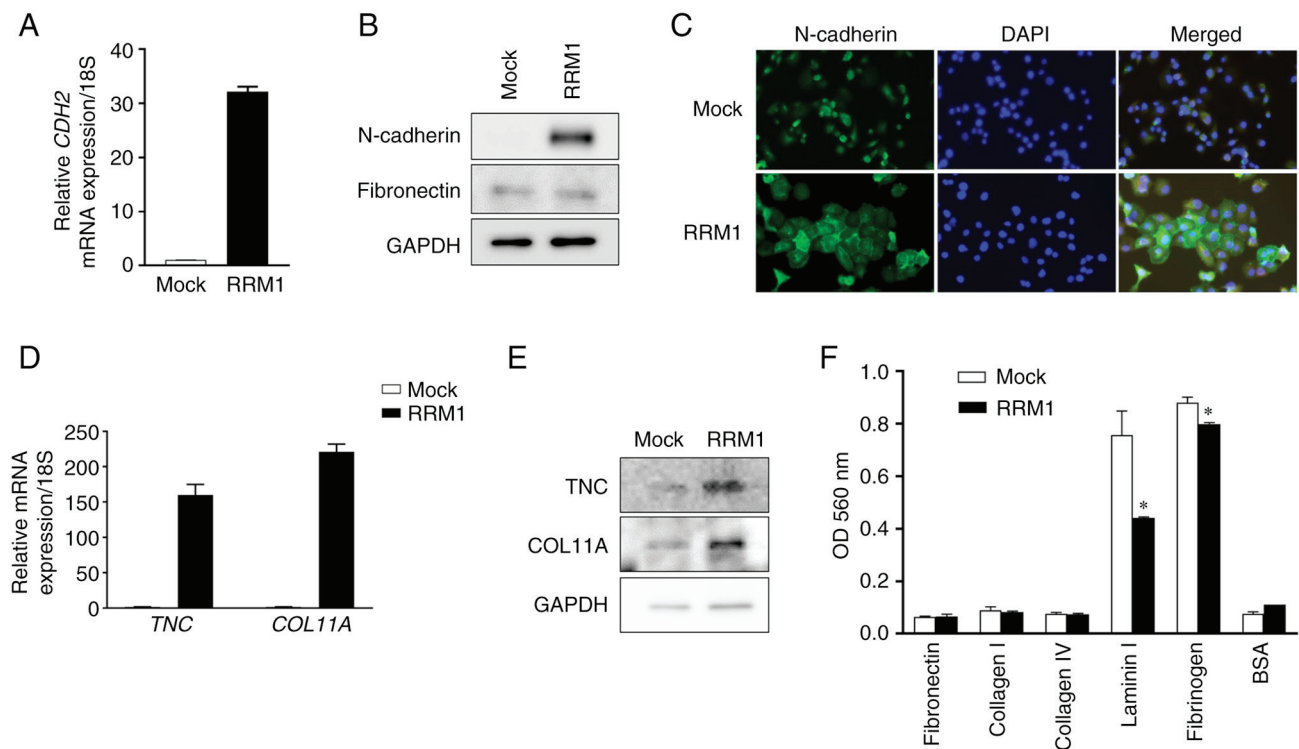 A
Relative CDH2
mRNA expression/18S
40
30
20
10
0
Mock
RRM1
B
Mock
RRM1
N-cadherin
Fibronectin
GAPDH
C
N-cadherin
DAPI
Merged
Mock
RRM1
D
Mock
RRM1
Relative mRNA
expression/18S
250
200
150
100
50
0
TNC
COL11A
E
Mock
RRM1
TNC
COL11A
GAPDH
F
Mock
RRM1
OD 560 nm
1.0
0.8
0.6
0.4
0.2
0.0
*
*
Fibronectin
Collagen I
Collagen IV
Laminin I
Fibrinogen
BSA